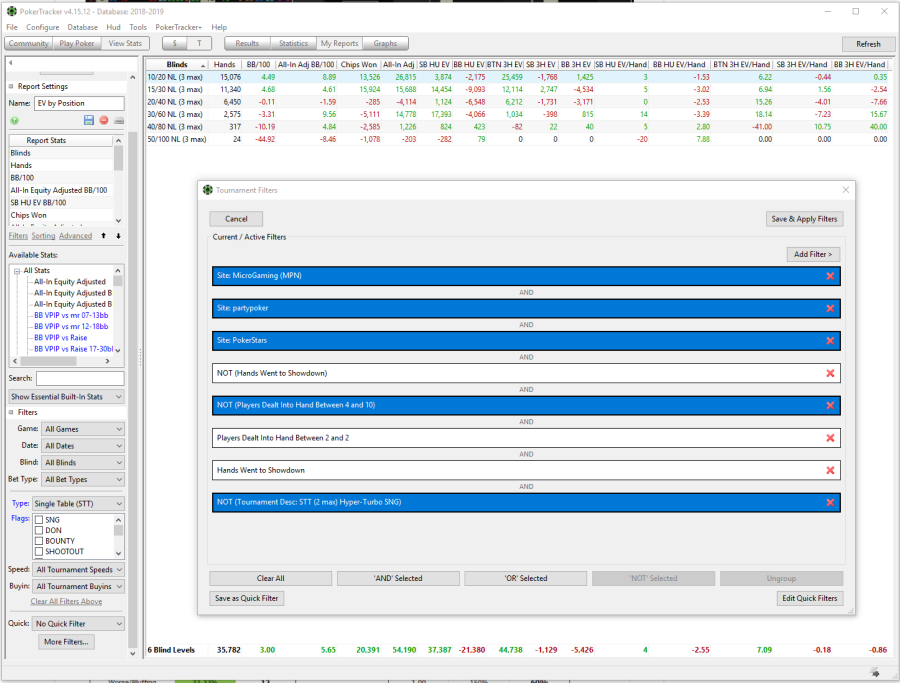 PokerTracker v4.15.12 - Database: 2018-2019
File Configure Database Hud Tools PokerTracker+ Help
Community Play Poker View Stats $ T Results Statistics My Reports Graphs Refresh
Report Settings
Name: EV by Position
Report Stats
Blinds
Hands
BB/100
All-In Equity Adjusted BB/100
SB HU EV BB/100
Chips Won
Filters Sorting Advanced
Available Stats:
All Stats
All-In Equity Adjusted
All-In Equity Adjusted B
All-In Equity Adjusted B
BB VPIP vs mr 07-13bb
BB VPIP vs mr 12-18bb
BB VPIP vs Raise
BB VPIP vs Raise 17-30bl
Search:
Show Essential Built-In Stats
Filters
Game: All Games
Date: All Dates
Blind: All Blinds
Bet Type: All Bet Types
Type: Single Table (STT)
Flags: SNG
DON
BOUNTY
SHOOTOUT
Speed: All Tournament Speeds
Buyin: All Tournament Buyins
Clear All Filters Above
Quick: No Quick Filter
More Filters...
Blinds Hands BB/100 All-In Adj BB/100 Chips Won All-In Adj SB HU EV BB HU EV BTN 3H EV SB 3H EV BB 3H EV SB HU EV/Hand BB HU EV/Hand BTN 3H EV/Hand SB 3H EV/Hand BB 3H EV/Hand
10/20 NL (3 max) 15,076 4.49 8.89 13,526 26,815 3,874 -2,175 25,459 -1,768 1,425 3 -1.53 6.22 -0.44 0.35
15/30 NL (3 max) 11,340 4.68 4.61 15,924 15,688 14,454 -9,093 12,114 2,747 -4,534 5 -3.02 6.94 1.56 -2.54
20/40 NL (3 max) 6,450 -0.11 -1.59 -285 -4,114 1,124 -6,548 6,212 -1,731 -3,171 0 -2.53 15.26 -4.01 -7.66
30/60 NL (3 max) 2,575 -3.31 9.56 -5,111 14,778 17,393 -4,066 1,034 -398 815 14 -3.39 18.14 -7.23 15.67
40/80 NL (3 max) 317 -10.19 4.84 -2,585 1,226 824 423 -82 22 40 5 2.80 -41.00 10.75 40.00
50/100 NL (3 max) 24 -44.92 -8.46 -1,078 -203 -282 79 0 0 0 -20 7.88 0.00 0.00 0.00
Tournament Filters
Cancel Save & Apply Filters
Current / Active Filters
Add Filter >
Site: MicroGaming (MPN)
AND
Site: partypoker
AND
Site: PokerStars
AND
NOT (Hands Went to Showdown)
AND
NOT (Players Dealt Into Hand Between 4 and 10)
AND
Players Dealt Into Hand Between 2 and 2
AND
Hands Went to Showdown
AND
NOT (Tournament Desc: STT (2 max) Hyper-Turbo SNG)
Clear All 'AND' Selected 'OR' Selected 'NOT' Selected Ungroup
Save as Quick Filter Edit Quick Filters
6 Blind Levels 35,782 3.00 5.65 20,391 54,190 37,387 -21,380 44,738 -1,129 -5,426 4 -2.55 7.09 -0.18 -0.86